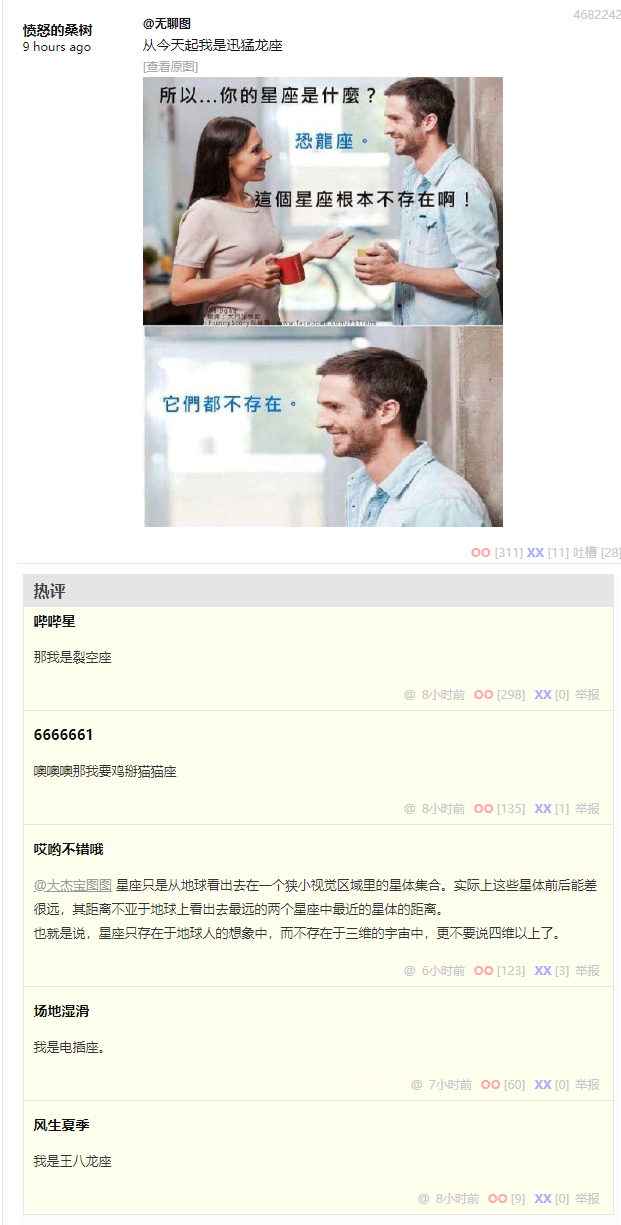 4682242
愤怒的桑树
9 hours ago
@无聊图
从今天起我是迅猛龙座
[查看原图]
所以...你的星座是什麼？
恐龍座。
這個星座根本不存在啊！
它們都不存在。
OO [311] XX [11] 吐槽 [28]
热评
哔哔星
那我是裂空座
@ 8小时前 OO [298] XX [0] 举报
6666661
噢噢噢那我要鸡掰猫猫座
@ 8小时前 OO [135] XX [1] 举报
哎哟不错哦
@大杰宝图图 星座只是从地球看出去在一个狭小视觉区域里的星体集合。实际上这些星体前后能差
很远，其距离不亚于地球上看出去最远的两个星座中最近的星体的距离。
也就是说，星座只存在于地球人的想象中，而不存在于三维的宇宙中，更不要说四维以上了。
@ 6小时前 OO [123] XX [3] 举报
场地湿滑
我是电插座。
@ 7小时前 OO [60] XX [0] 举报
风生夏季
我是王八龙座
@ 8小时前 OO [9] XX [0] 举报